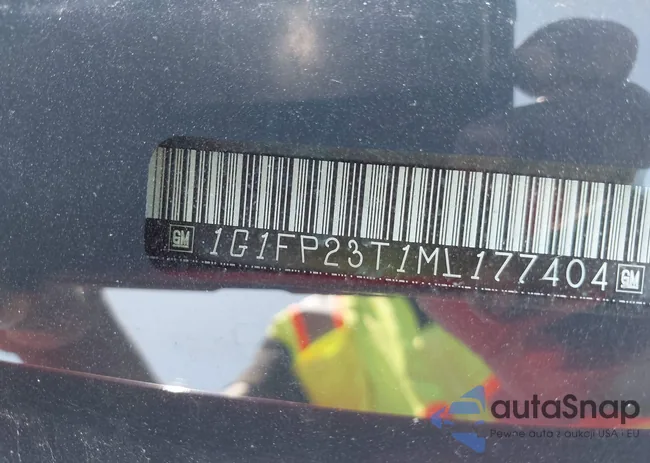 GM 1G1FP23T1ML177404 GM
autaSnap
Pewne auta z aukcji USA i EU